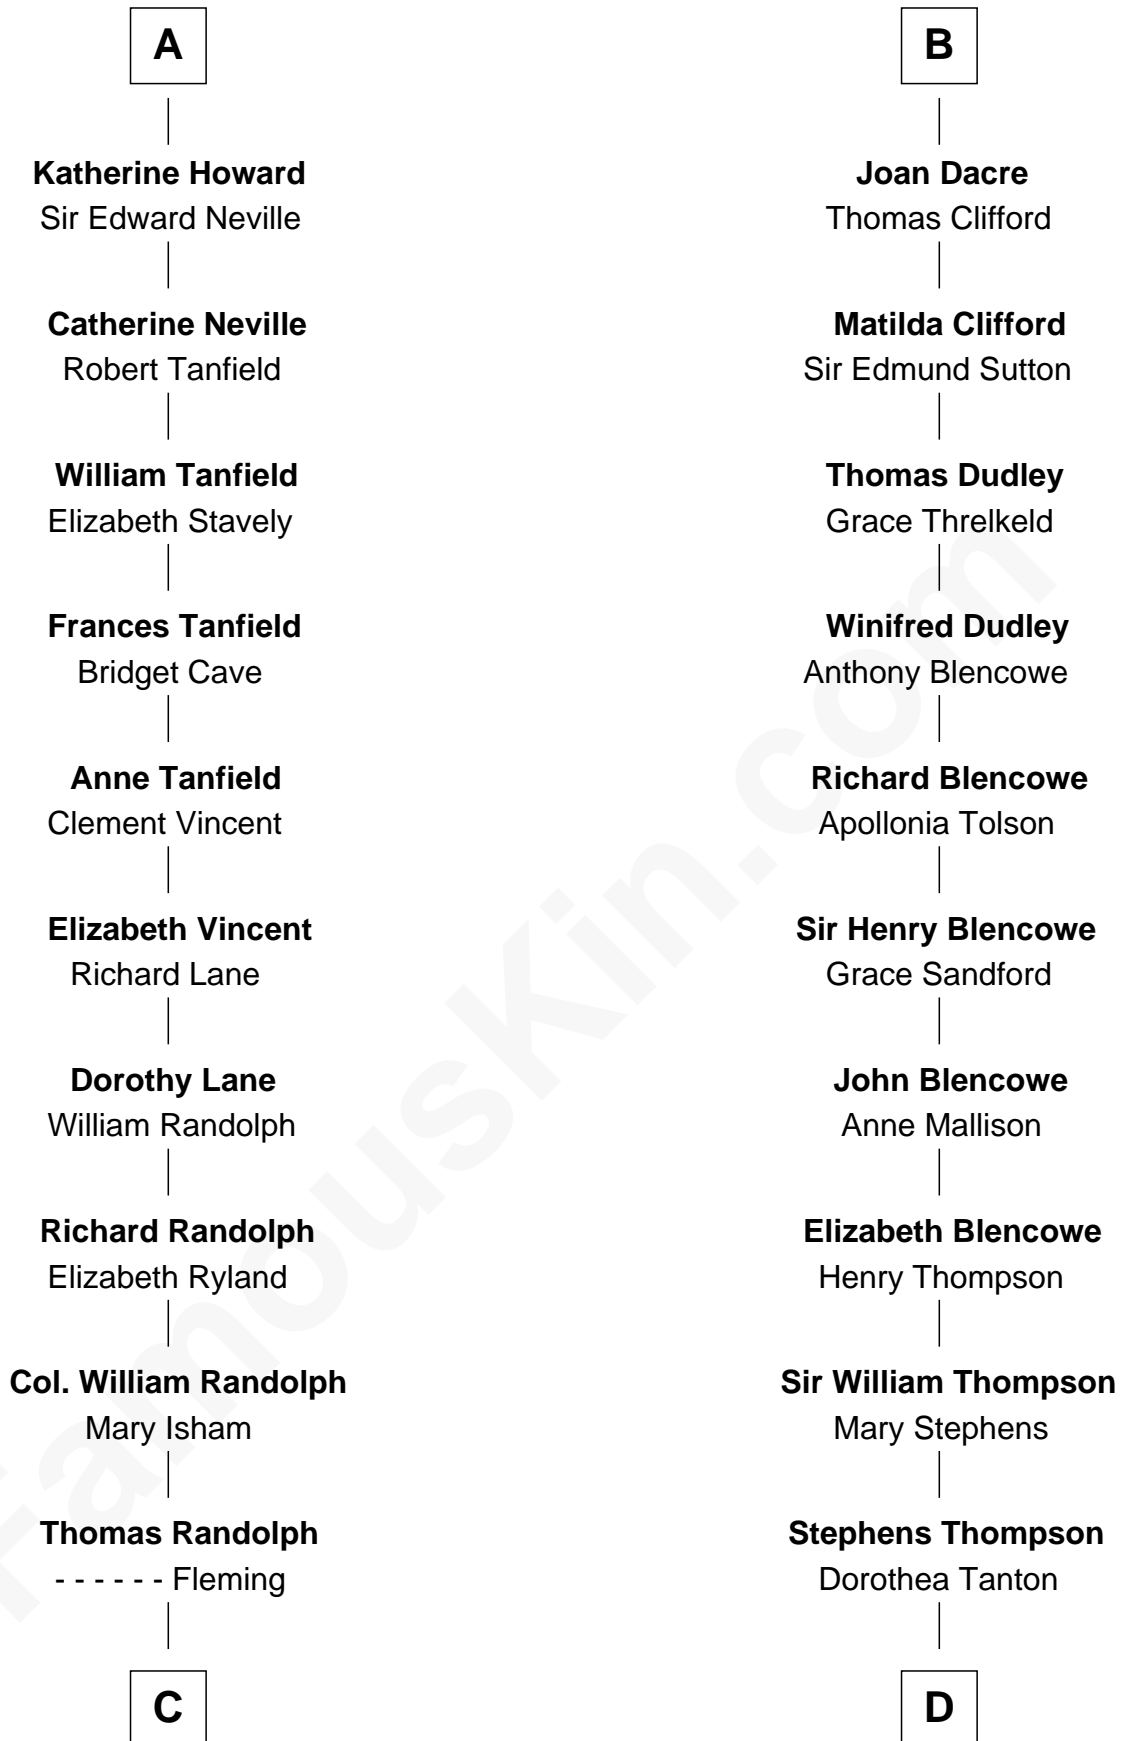 A
Katherine Howard
Sir Edward Neville
Catherine Neville
Robert Tanfield
William Tanfield
Elizabeth Stavely
Frances Tanfield
Bridget Cave
Anne Tanfield
Clement Vincent
Elizabeth Vincent
Richard Lane
Dorothy Lane
William Randolph
Richard Randolph
Elizabeth Ryland
Col. William Randolph
Mary Isham
Thomas Randolph
- - - - - - Fleming
C
B
Joan Dacre
Thomas Clifford
Matilda Clifford
Sir Edmund Sutton
Thomas Dudley
Grace Threlkeld
Winifred Dudley
Anthony Blencowe
Richard Blencowe
Apollonia Tolson
Sir Henry Blencowe
Grace Sandford
John Blencowe
Anne Mallison
Elizabeth Blencowe
Henry Thompson
Sir William Thompson
Mary Stephens
Stephens Thompson
Dorothea Tanton
D
FamousKin.com